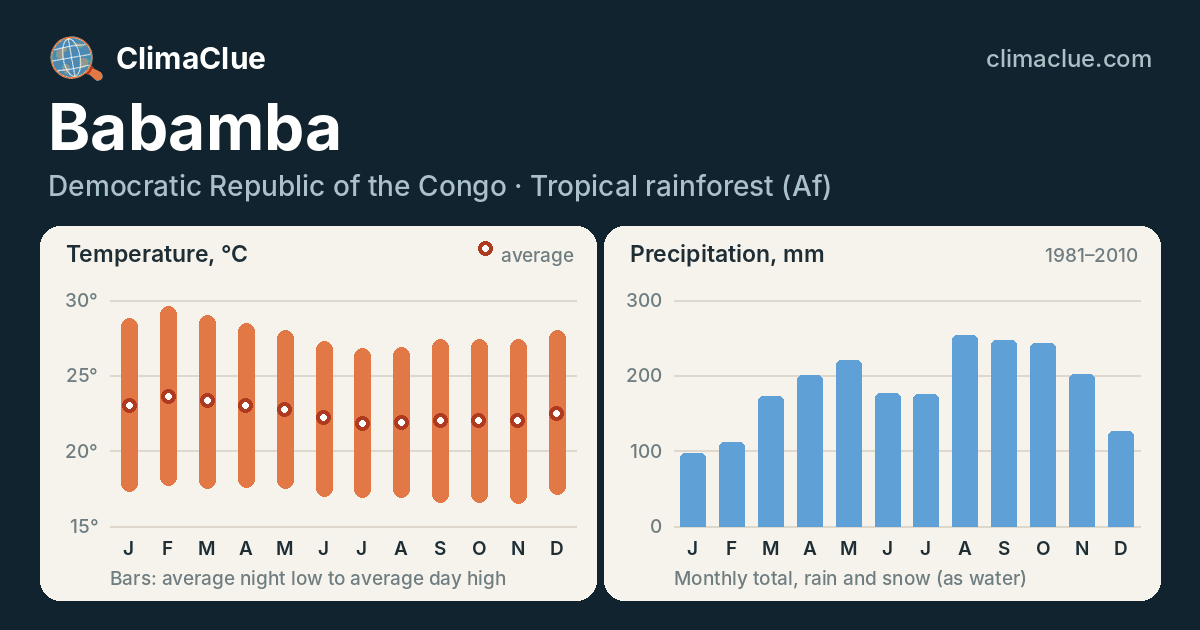 ClimaClue
climaclue.com
Babamba
Democratic Republic of the Congo · Tropical rainforest (Af)
Temperature, °C
average
30°
25°
20°
15°
J F M A M J J A S O N D
Bars: average night low to average day high
Precipitation, mm
1981–2010
300
200
100
0
J F M A M J J A S O N D
Monthly total, rain and snow (as water)